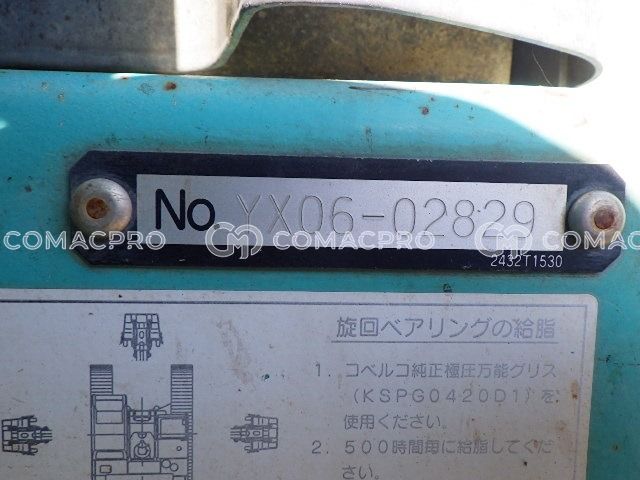 No YX06-02829
COMACPRO COMACPRO COMACPRO
2432T1530
旋回ベアリングの給脂
1. コベルコ純正極圧万能グリス
(KSPG0420D1)を
使用ください。
2. 500時間毎に給脂してくだ
さい。